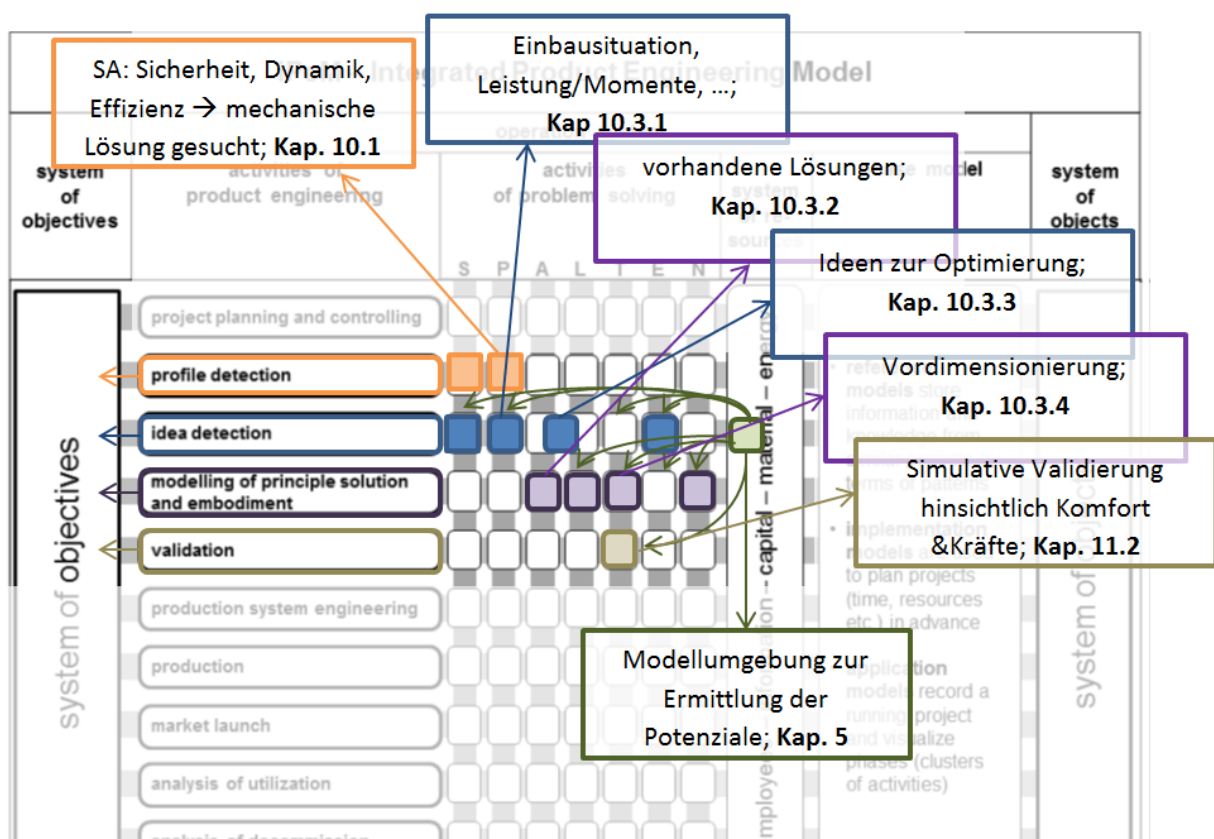 Integrated Product Engineering Model
SA: Sicherheit, Dynamik,
Effizienz → mechanische
Lösung gesucht; Kap. 10.1
Einbausituation,
Leistung/Momente, …;
Kap 10.3.1
vorhandene Lösungen;
Kap. 10.3.2
Ideen zur Optimierung;
Kap. 10.3.3
Vordimensionierung;
Kap. 10.3.4
Simulative Validierung
hinsichtlich Komfort
&Kräfte; Kap. 11.2
Modellumgebung zur
Ermittlung der
Potenziale; Kap. 5
system
of
objectives
activities of
product engineering
activities
of problem solving
system
sources
model
system
of
objects
S P A L T E N
system of objectives
project planning and controlling
profile detection
idea detection
modelling of principle solution
and embodiment
validation
production system engineering
production
market launch
analysis of utilization
capital – material – energy
models store
information
terms of patterns
• implementation
models
to plan projects
(time, resources
etc.) in advance
application
models record a
running project
and visualize
phases (clusters
of activities)
system of objects